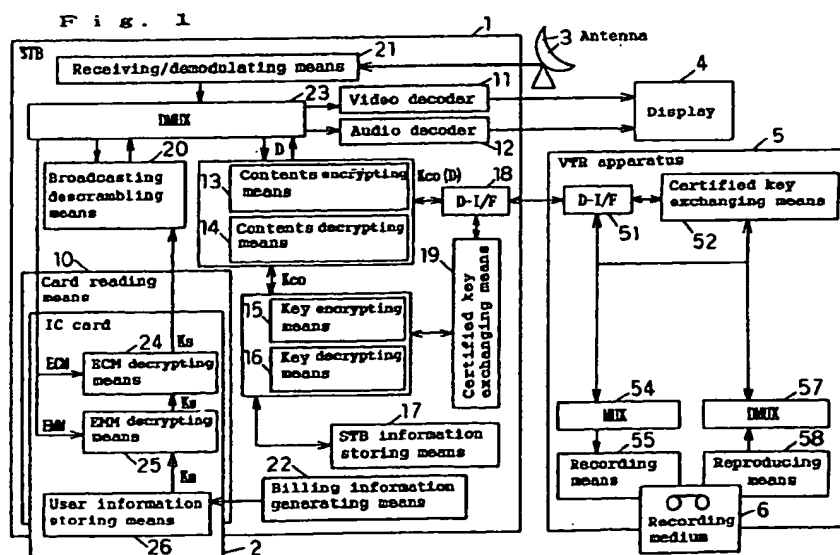 Fig. 1
1
STB
21
Receiving/demodulating means
3 Antenna
23
DMUX
11
Video decoder
Audio decoder
12
4
Display
20
Broadcasting
descrambling
means
D
13
Contents encrypting
means
14
Contents decrypting
means
Kco(D)
18
D-I/F
5
VTR apparatus
D-I/F
51
Certified key
exchanging means
52
10
Card reading
means
IC card
Ks
24
ECM
ECM decrypting
means
Ks
EMM
EMM decrypting
means
25
Ks
User information
storing means
26
2
Kco
15
Key encrypting
means
16
Key decrypting
means
19
Certified key
exchanging means
17
STB information
storing means
22
Billing information
generating means
54
MUX
55
Recording
means
57
DMUX
58
Reproducing
means
6
Recording
medium